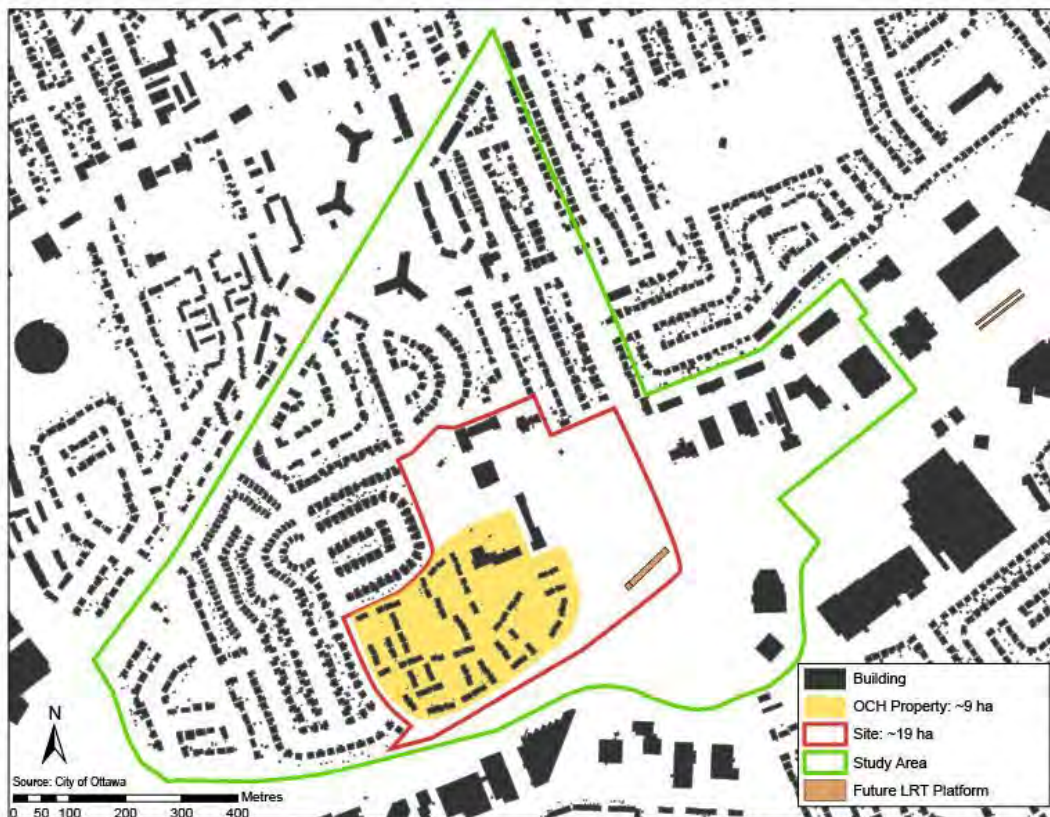 Building
OCH Property: ~9 ha
Site: ~19 ha
Study Area
Future LRT Platform
N
Source: City of Ottawa
Metres
0 50 100 200 300 400